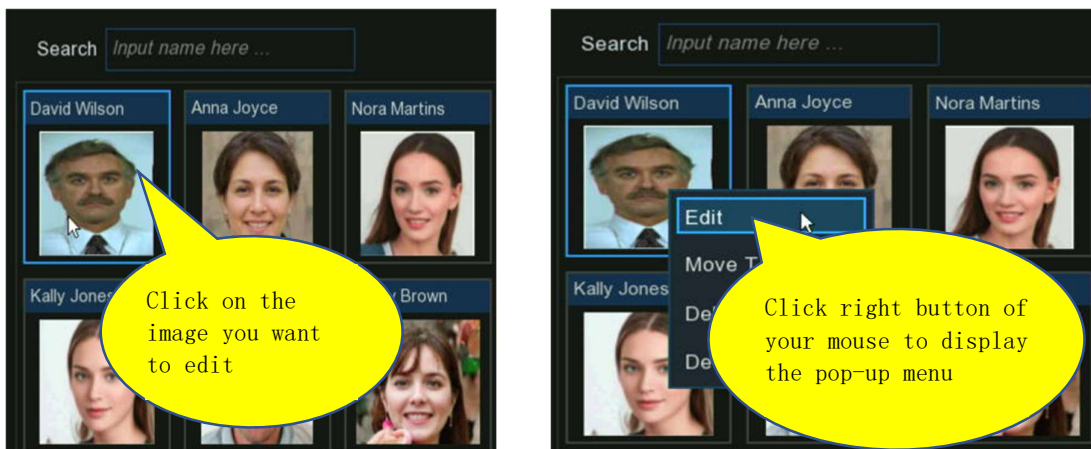 Search Input name here ...
David Wilson Anna Joyce Nora Martins
Kally Jones Brown
Click on the
image you want
to edit
Search Input name here ...
David Wilson Anna Joyce Nora Martins
Edit
Move
Kally Jones
Click right button of
your mouse to display
the pop-up menu